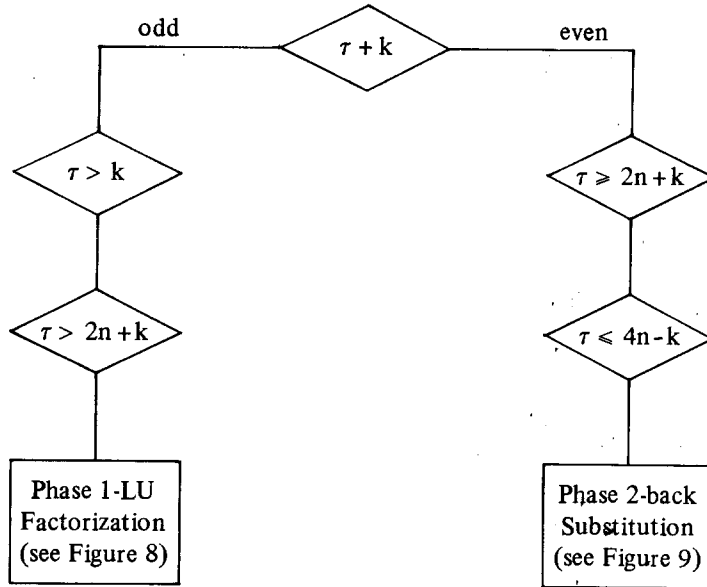 odd
τ + k
even
τ > k
τ ⩾ 2n + k
τ > 2n + k
τ ⩽ 4n - k
Phase 1-LU
Factorization
(see Figure 8)
Phase 2-back
Substitution
(see Figure 9)